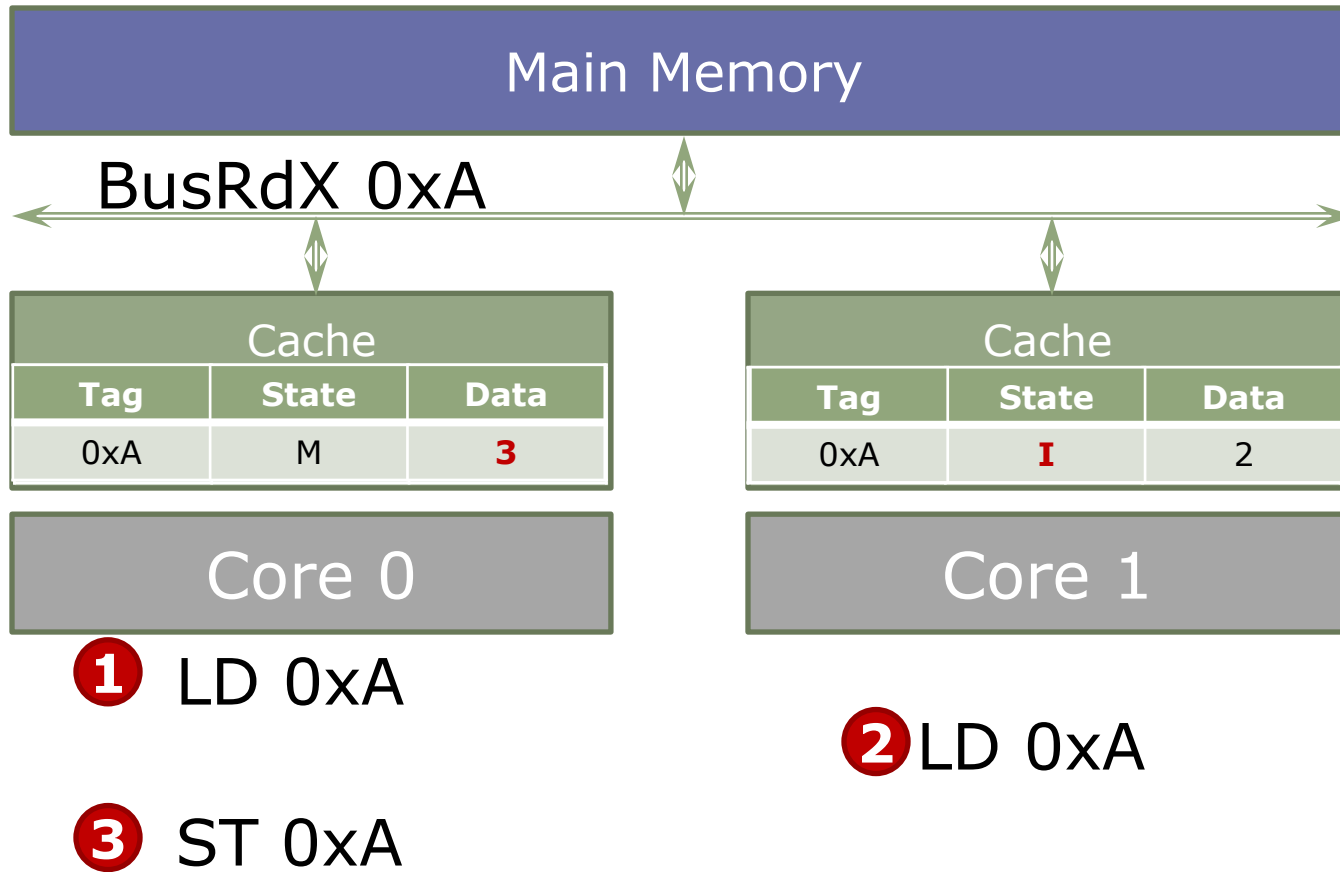 Main Memory
BusRdX 0xA
Cache
Tag State Data
0xA M 3
Cache
Tag State Data
0xA I 2
Core 0
Core 1
1 LD 0xA
2 LD 0xA
3 ST 0xA